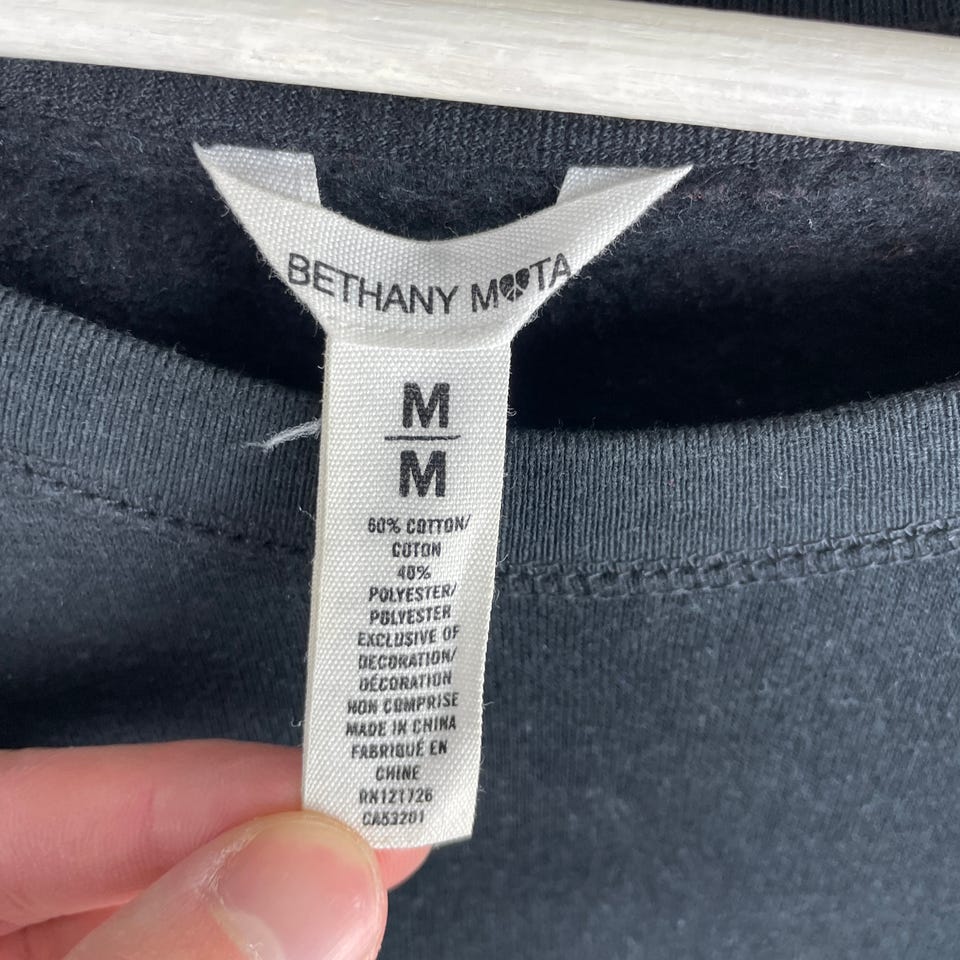 BETHANY MOTA
M
M
60% COTTON/
COTON
40%
POLYESTER/
POLYESTER
EXCLUSIVE OF
DECORATION/
DÉCORATION
NON COMPRISE
MADE IN CHINA
FABRIQUÉ EN
CHINE
RN121726
CA53201